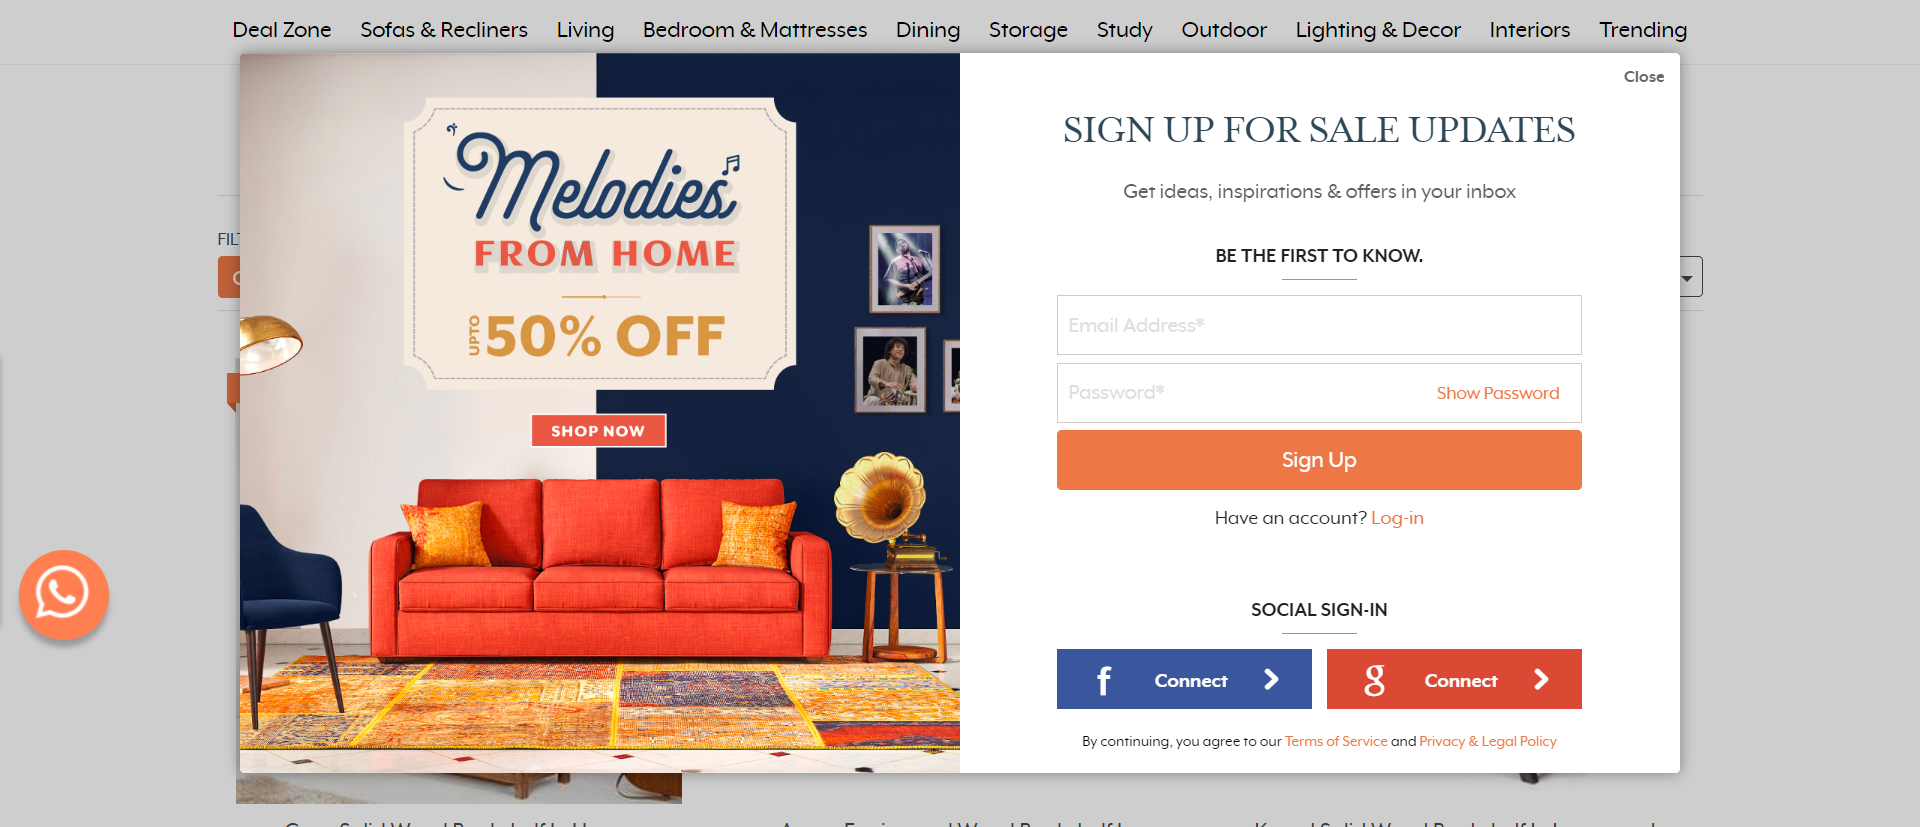 Deal Zone Sofas & Recliners Living Bedroom & Mattresses Dining Storage Study Outdoor Lighting & Decor Interiors Trending
Close
Melodies
FROM HOME
UPTO 50% OFF
SHOP NOW
SIGN UP FOR SALE UPDATES
Get ideas, inspirations & offers in your inbox
BE THE FIRST TO KNOW.
Email Address*
Password* Show Password
Sign Up
Have an account? Log-in
SOCIAL SIGN-IN
f Connect g Connect
By continuing, you agree to our Terms of Service and Privacy & Legal Policy